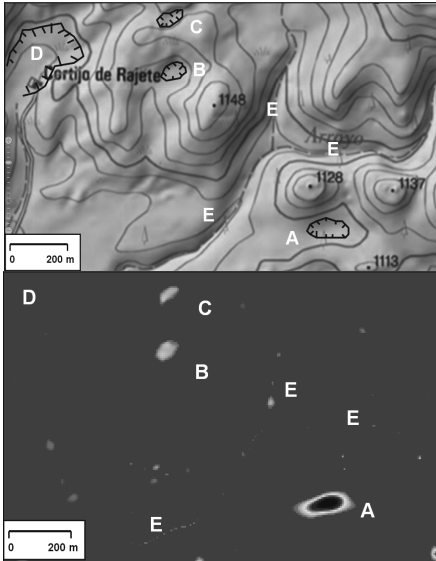 C
D
Cortijo de Rajete
B
1148
E
Arroyo
E
1128
1137
E
A
0 200 m
1113
D
C
B
E
E
A
E
0 200 m